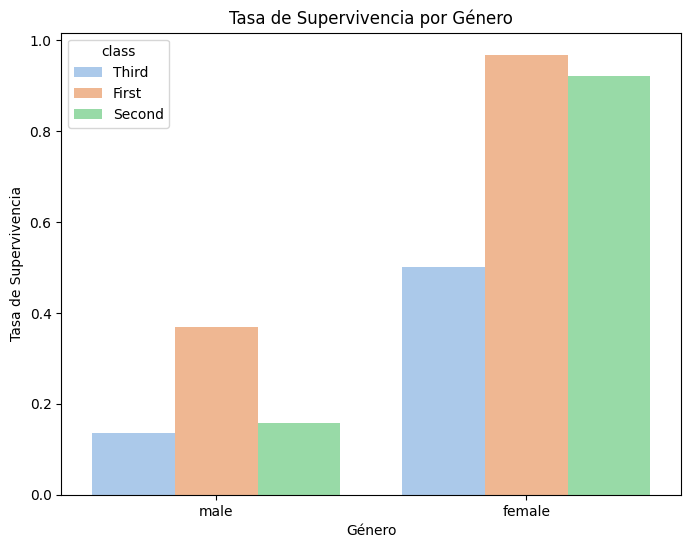 Tasa de Supervivencia por Género
class
Third
First
Second
Tasa de Supervivencia
1.0
0.8
0.6
0.4
0.2
0.0
male
female
Género